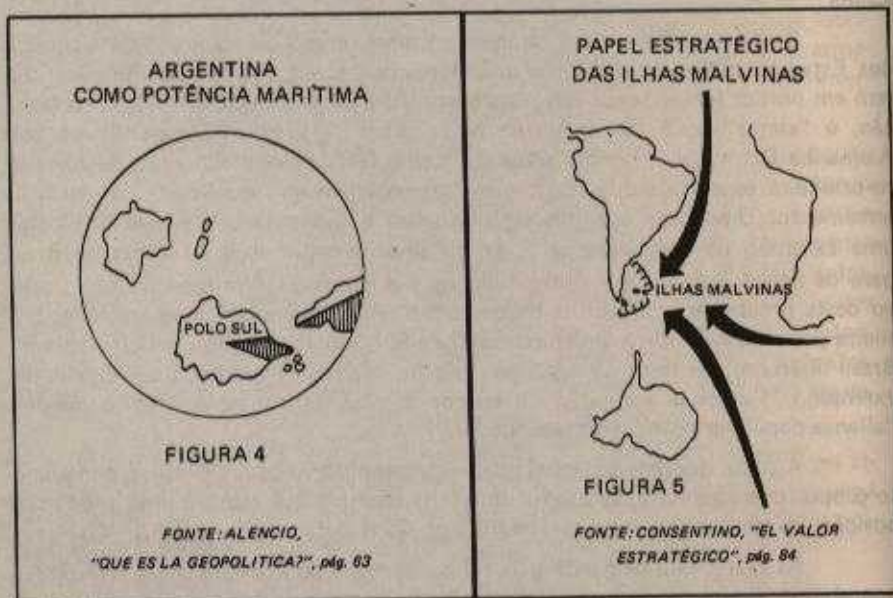 ARGENTINA
COMO POTÊNCIA MARÍTIMA
POLO SUL
FIGURA 4
FONTE: ALENCIO,
"QUE ES LA GEOPOLITICA?", pág. 63
PAPEL ESTRATÉGICO
DAS ILHAS MALVINAS
ILHAS MALVINAS
FIGURA 5
FONTE: CONSENTINO, "EL VALOR
ESTRATÉGICO", pág. 84